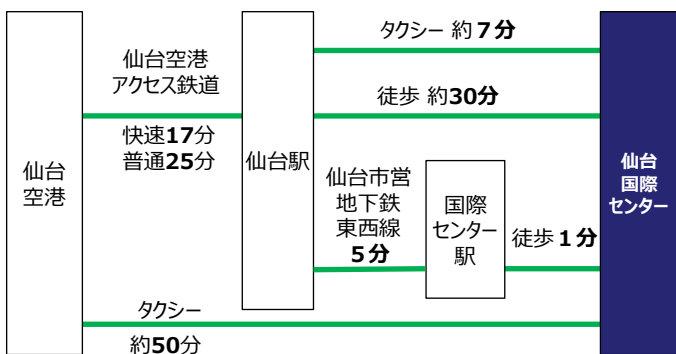 仙台
空港
仙台空港
アクセス鉄道
快速17分
普通25分
仙台駅
タクシー 約７分
徒歩 約30分
仙台市営
地下鉄
東西線
５分
国際
センター
駅
徒歩１分
タクシー
約50分
仙台
国際
センター